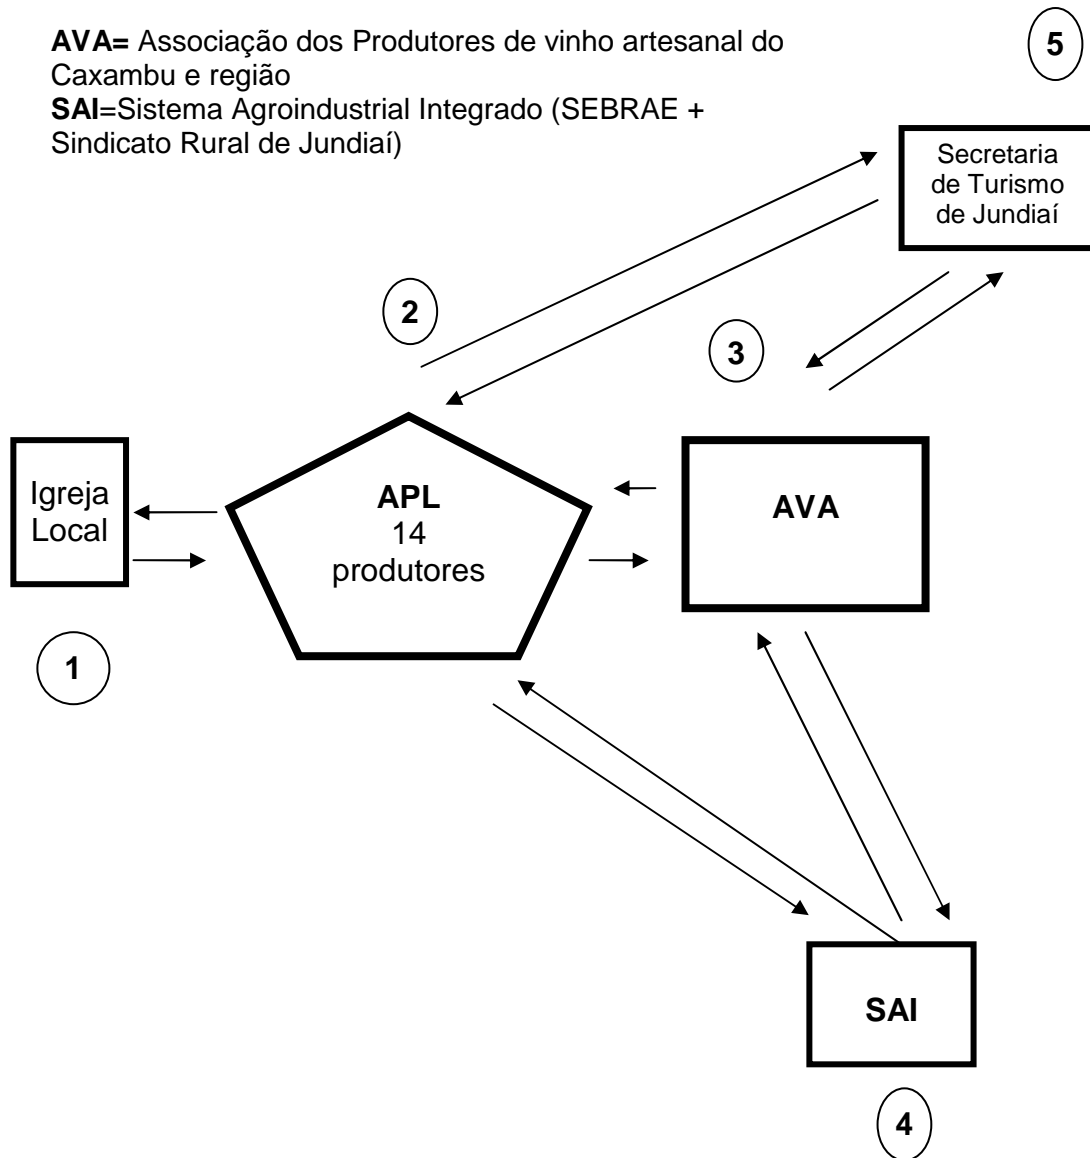 AVA= Associação dos Produtores de vinho artesanal do
Caxambu e região
SAI=Sistema Agroindustrial Integrado (SEBRAE +
Sindicato Rural de Jundiaí)
5
Secretaria
de Turismo
de Jundiaí
2
3
Igreja
Local
APL
14
produtores
AVA
1
SAI
4